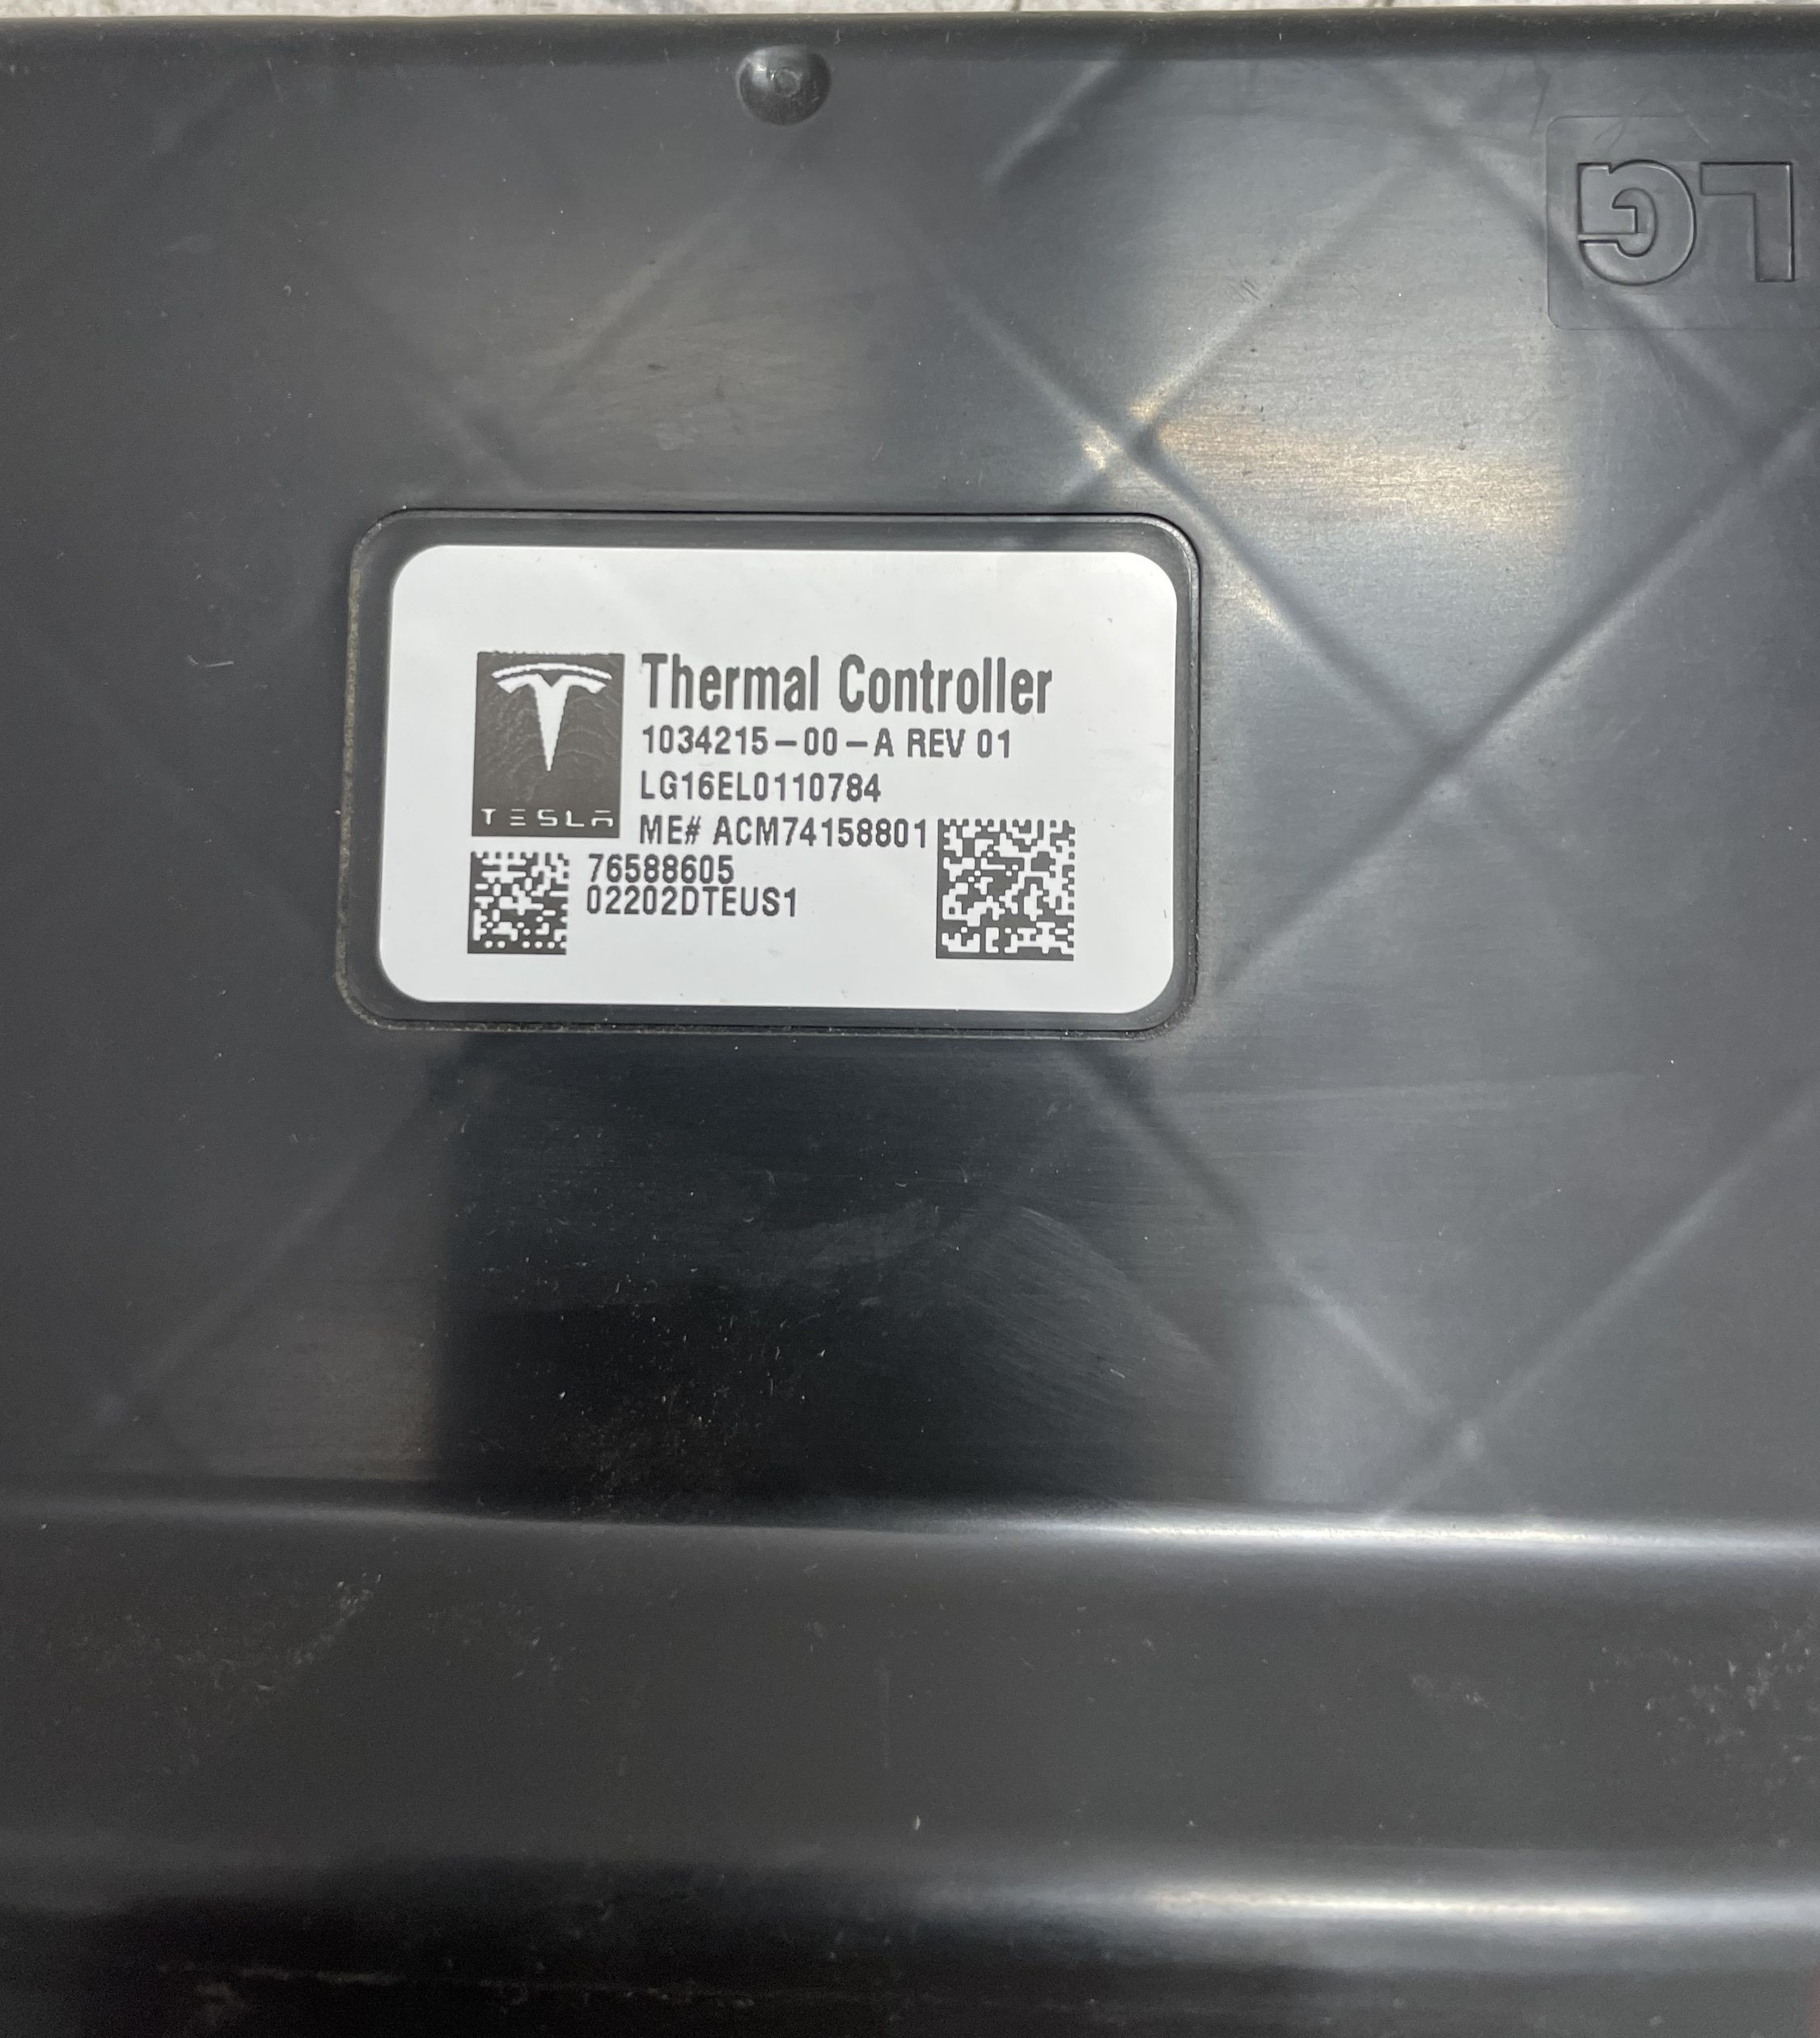 LG
TESLA
Thermal Controller
1034215-00-A REV 01
LG16EL0110784
ME# ACM74158801
76588605
02202DTEUS1